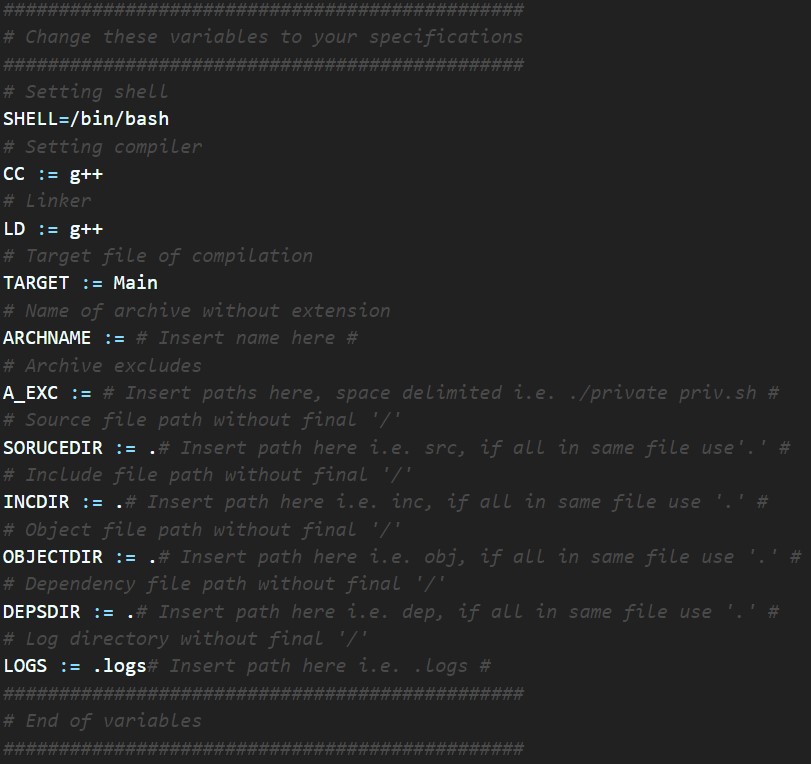 ###############################################
# Change these variables to your specifications
###############################################
# Setting shell
SHELL=/bin/bash
# Setting compiler
CC := g++
# Linker
LD := g++
# Target file of compilation
TARGET := Main
# Name of archive without extension
ARCHNAME := # Insert name here #
# Archive excludes
A_EXC := # Insert paths here, space delimited i.e. ./private priv.sh #
# Source file path without final '/'
SORUCEDIR := .# Insert path here i.e. src, if all in same file use'.' #
# Include file path without final '/'
INCDIR := .# Insert path here i.e. inc, if all in same file use '.' #
# Object file path without final '/'
OBJECTDIR := .# Insert path here i.e. obj, if all in same file use '.' #
# Dependency file path without final '/'
DEPSDIR := .# Insert path here i.e. dep, if all in same file use '.' #
# Log directory without final '/'
LOGS := .logs# Insert path here i.e. .logs #
###############################################
# End of variables
###############################################